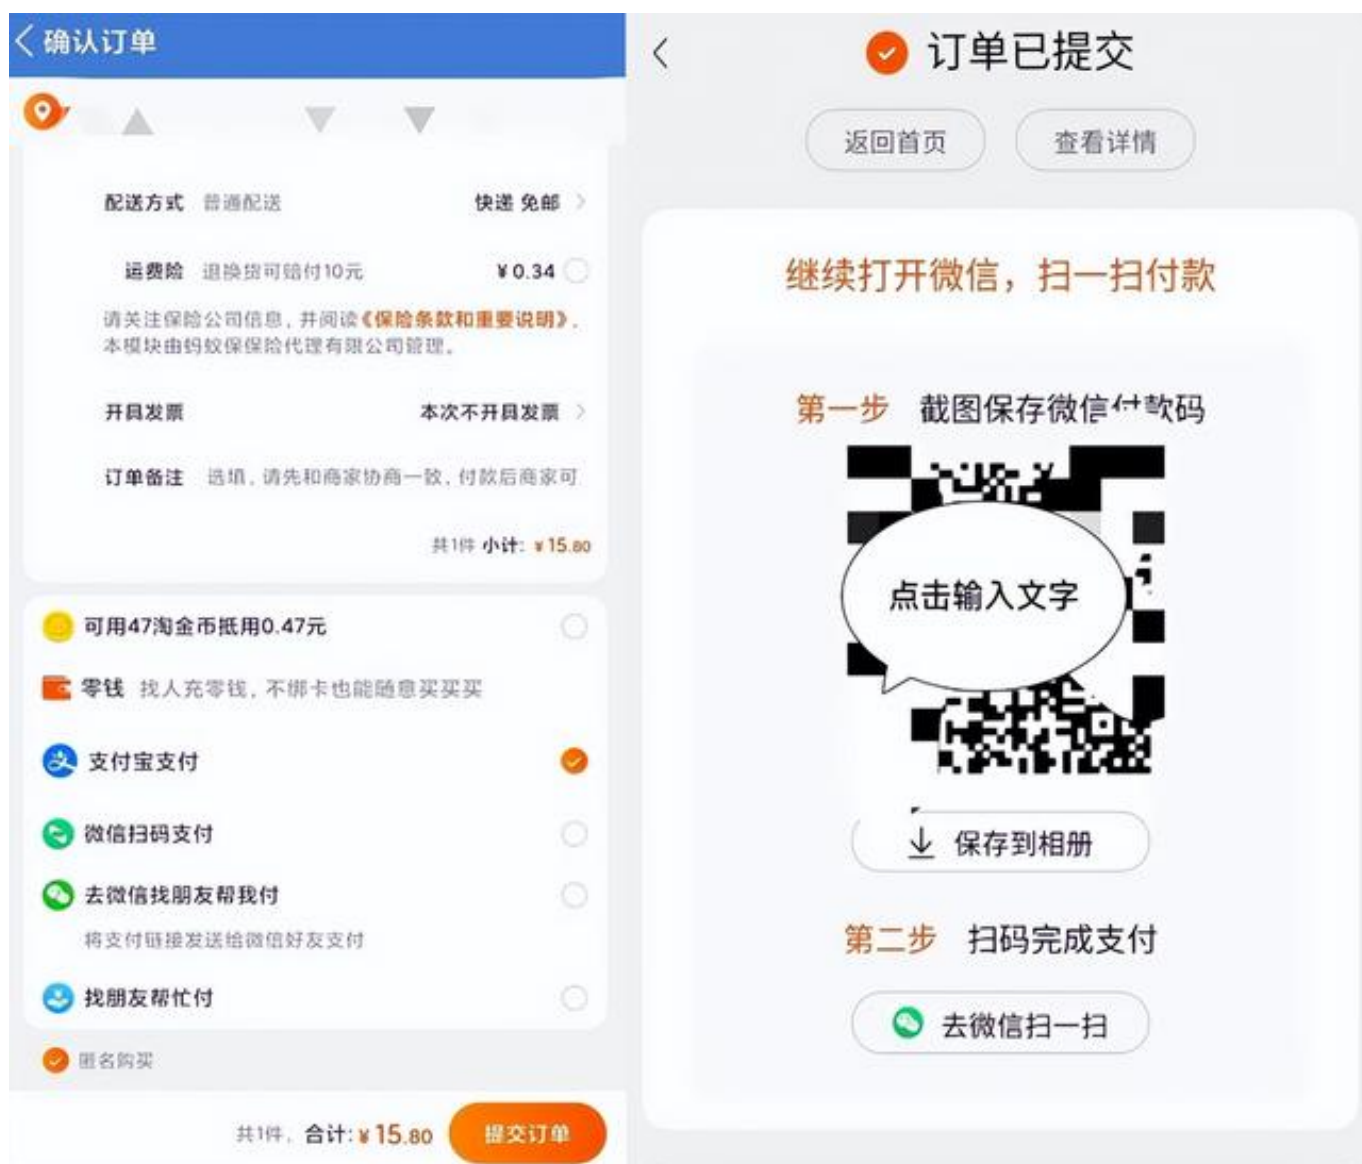 确认订单
配送方式 普通配送 快递 免邮
运费险 退换货可赔付10元 ¥0.34
请关注保险公司信息,并阅读《保险条款和重要说明》,
本模块由蚂蚁保保险代理有限公司管理。
开具发票 本次不开具发票
订单备注 选填,请先和商家协商一致,付款后商家可
共1件 小计: ¥15.80
可用47淘金币抵用0.47元
零钱 找人充零钱,不绑卡也能随意买买买
支付宝支付
微信扫码支付
去微信找朋友帮我付
将支付链接发送给微信好友支付
找朋友帮忙付
匿名购买
共1件, 合计: ¥15.80 提交订单
订单已提交
返回首页 查看详情
继续打开微信,扫一扫付款
第一步 截图保存微信付款码
点击输入文字
保存到相册
第二步 扫码完成支付
去微信扫一扫